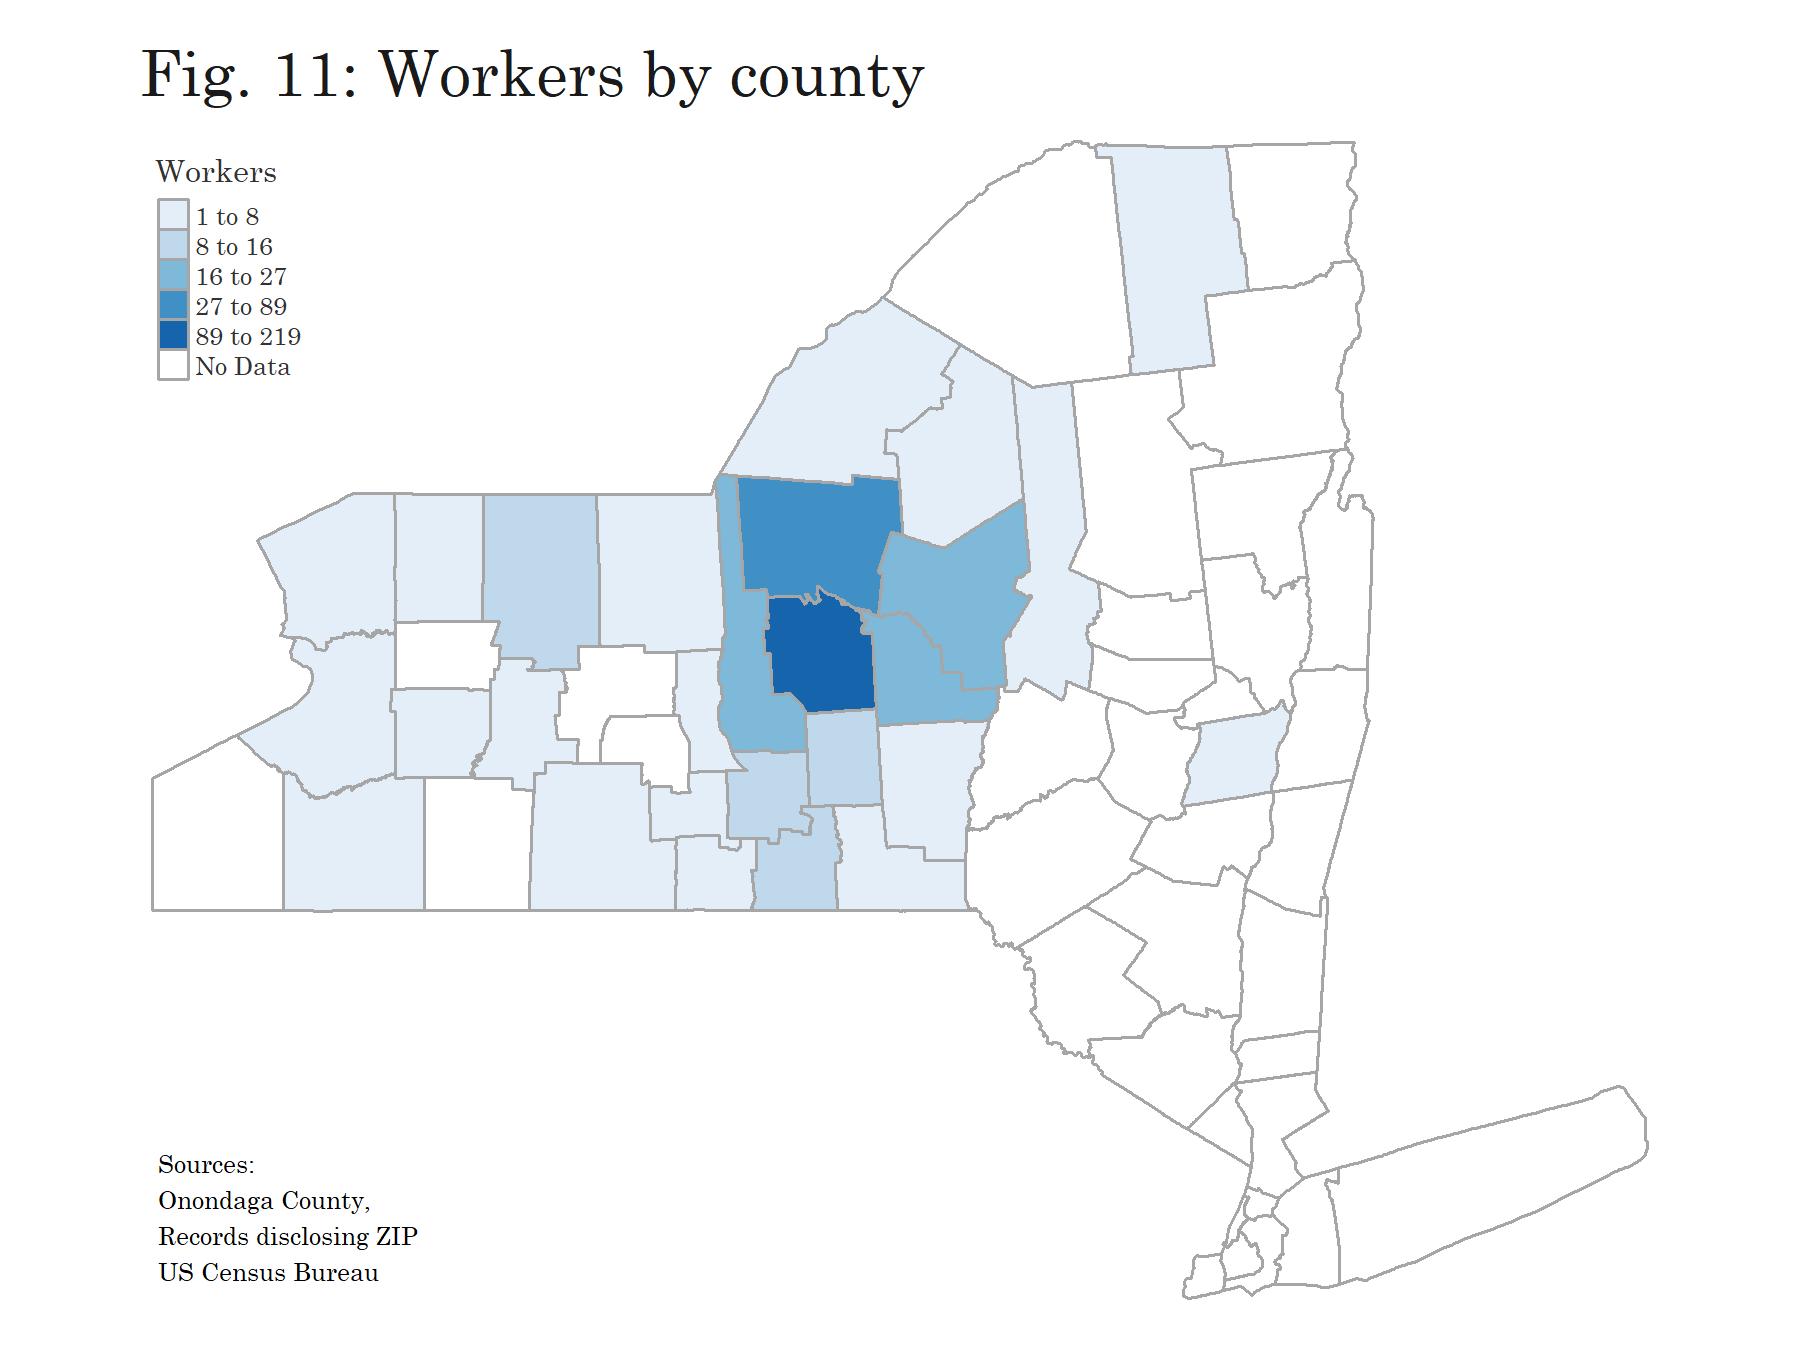 Fig. 11: Workers by county
Workers
1 to 8
8 to 16
16 to 27
27 to 89
89 to 219
No Data
Sources:
Onondaga County,
Records disclosing ZIP
US Census Bureau